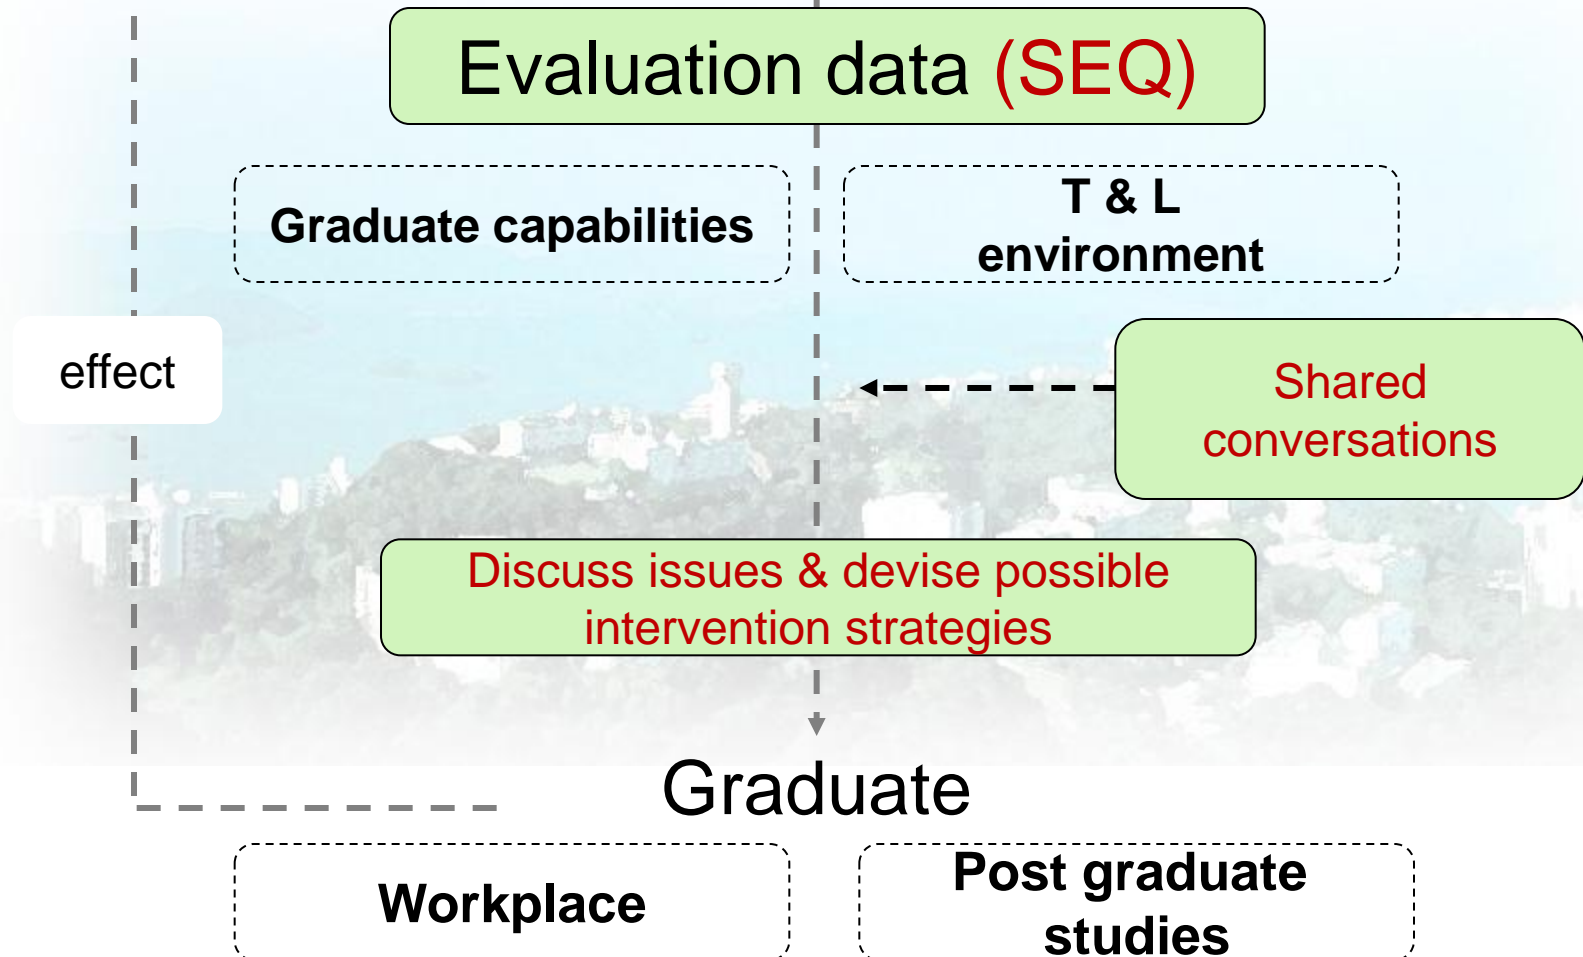 Evaluation data (SEQ)
Graduate capabilities
T & L
environment
effect
Shared
conversations
Discuss issues & devise possible
intervention strategies
Graduate
Workplace
Post graduate
studies